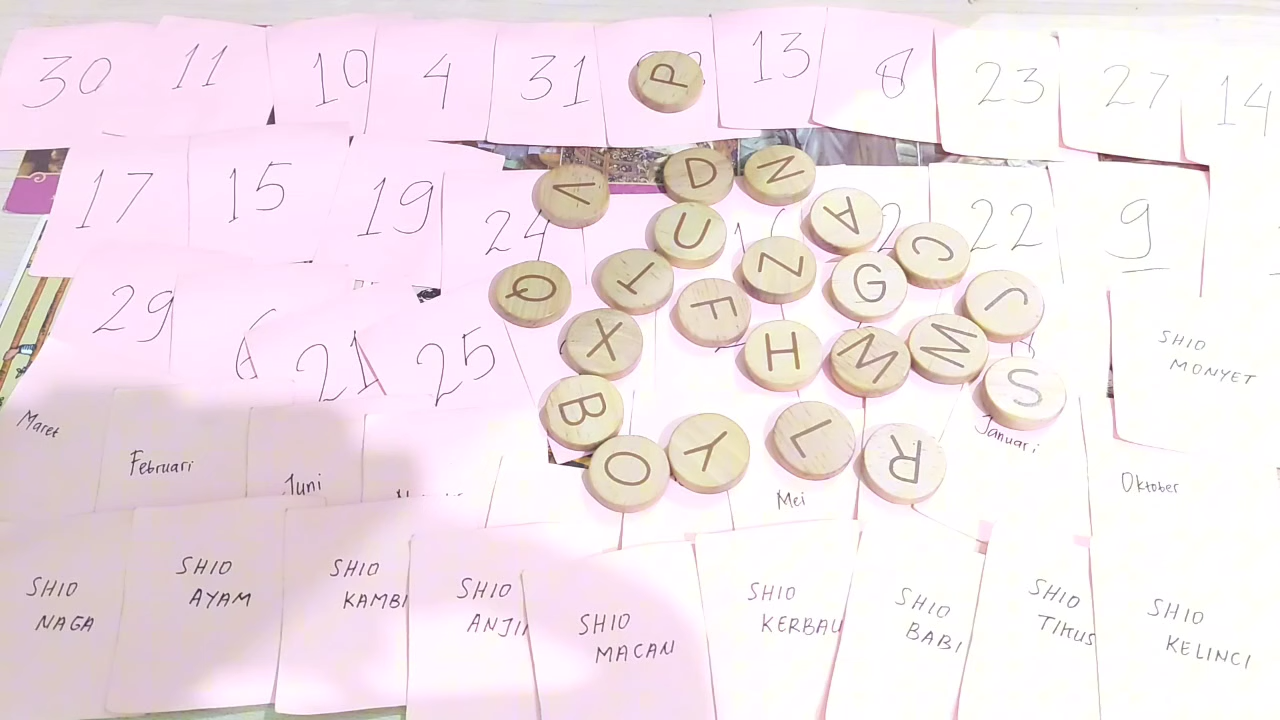 30 11 10 4 31 P 13 8 23 27 14
17 15 19 24 V D N A 22 9
U C
29 Q I F Z G J
6 21 25 X H M W S
SHIO
MONYET
Maret B O Y L R Januari
Februari Juni Mei Oktober
SHIO
NAGA
SHIO
AYAM
SHIO
KAMBI
SHIO
ANJI
SHIO
MACAN
SHIO
KERBAU
SHIO
BABI
SHIO
TIKUS
SHIO
KELINCI